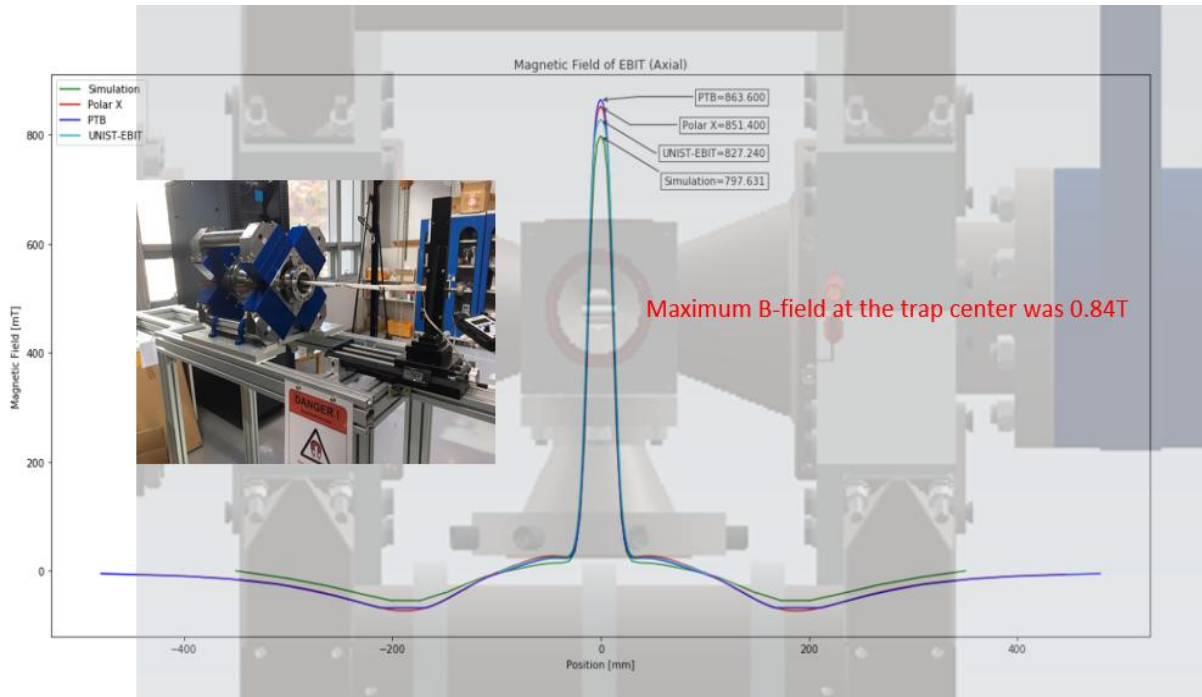 Magnetic Field of EBIT (Axial)
Simulation
Polar X
PTB
UNIST-EBIT
PTB=863.600
Polar X=851.400
UNIST-EBIT=827.240
Simulation=797.631
Maximum B-field at the trap center was 0.84T
DANGER !
Magnetic Field [mT]
800
600
400
200
0
−400
−200
0
200
400
Position [mm]